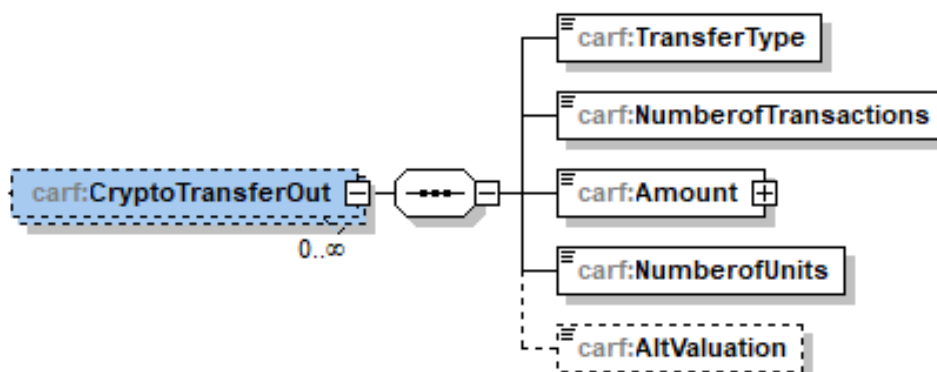 carf:TransferType
carf:NumberofTransactions
carf:CryptoTransferOut
0..∞
carf:Amount
carf:NumberofUnits
carf:AltValuation